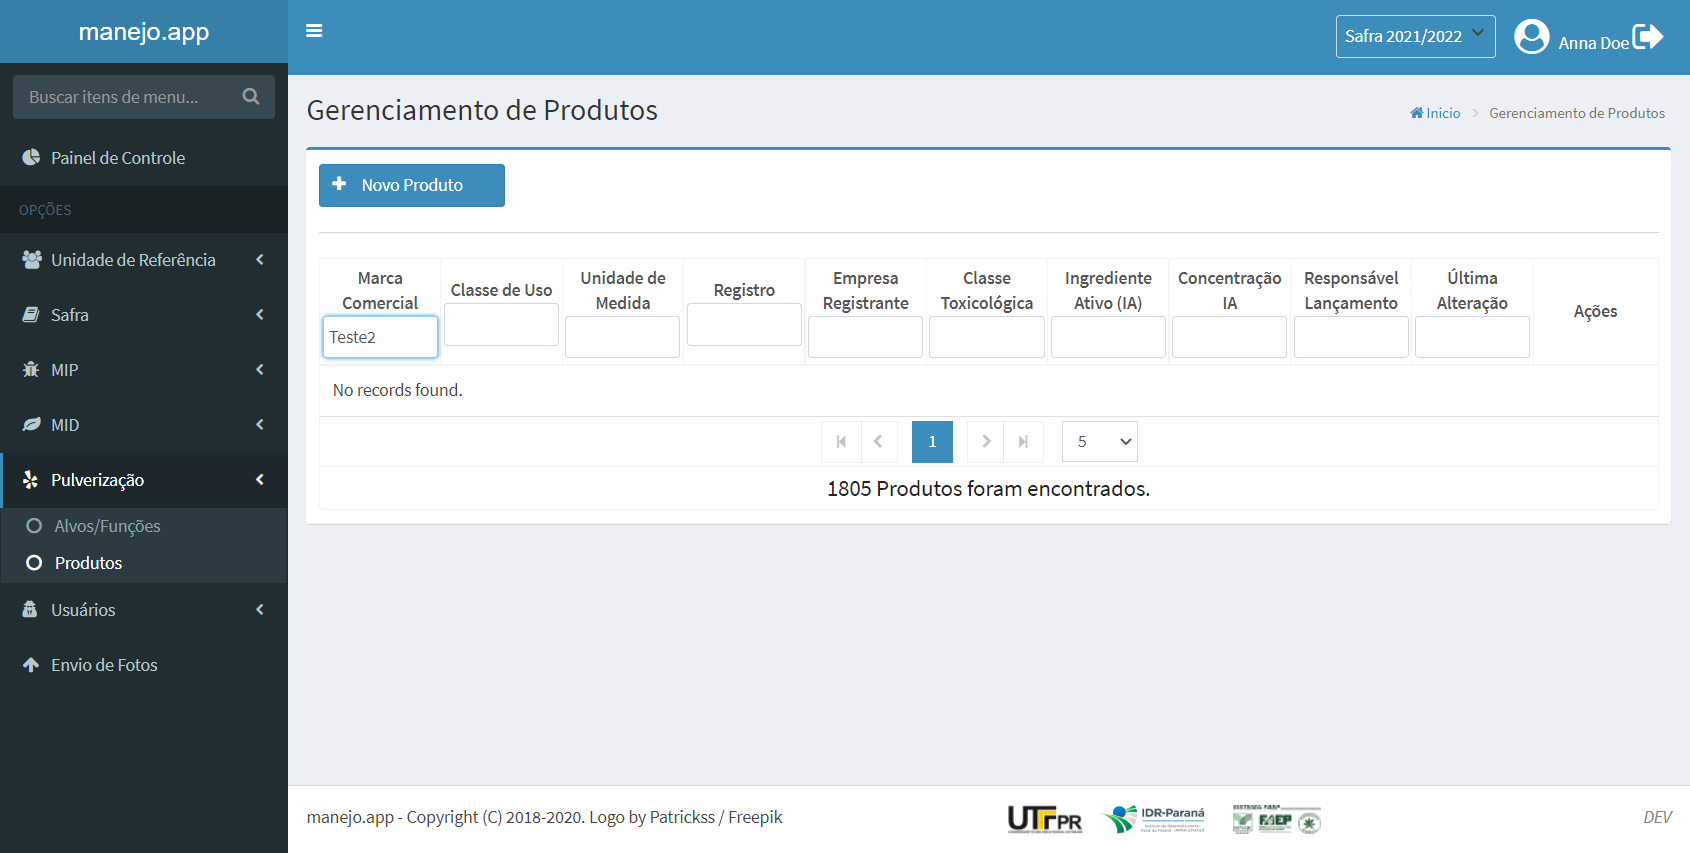 manejo.app
Safra 2021/2022
Anna Doe
Buscar itens de menu...
Painel de Controle
OPÇÕES
Unidade de Referência
Safra
MIP
MID
Pulverização
Alvos/Funções
Produtos
Usuários
Envio de Fotos
Gerenciamento de Produtos
Inicio
Gerenciamento de Produtos
Novo Produto
Marca Comercial
Classe de Uso
Unidade de Medida
Registro
Empresa Registrante
Classe Toxicológica
Ingrediente Ativo (IA)
Concentração IA
Responsável Lançamento
Última Alteração
Ações
Teste2
No records found.
1
5
1805 Produtos foram encontrados.
manejo.app - Copyright (C) 2018-2020. Logo by Patrickss / Freepik
UTFPR
IDR-Paraná
SISTEMA FAEP
FAEP
DEV